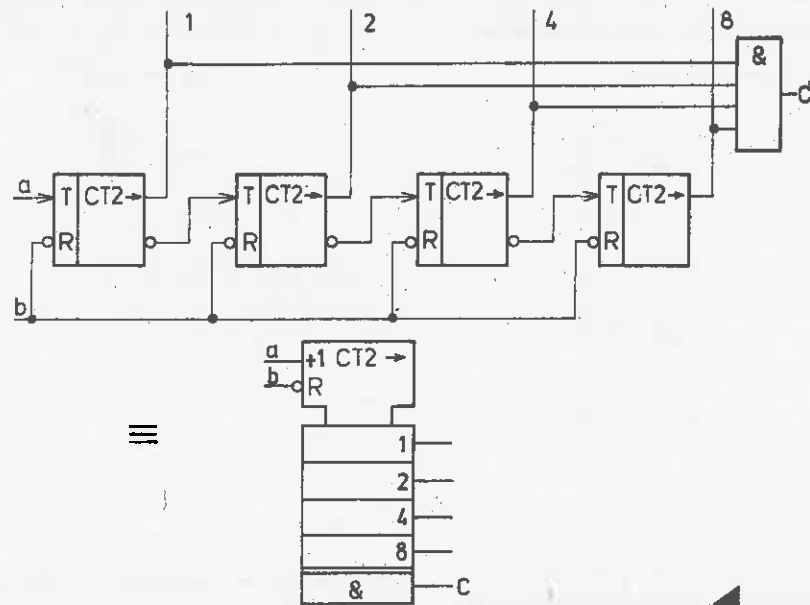 1 2 4 8
&
C
a T CT2→ T CT2→ T CT2→ T CT2→
R R R R
b
a +1 CT2→
b R
≡
1
2
4
8
& C